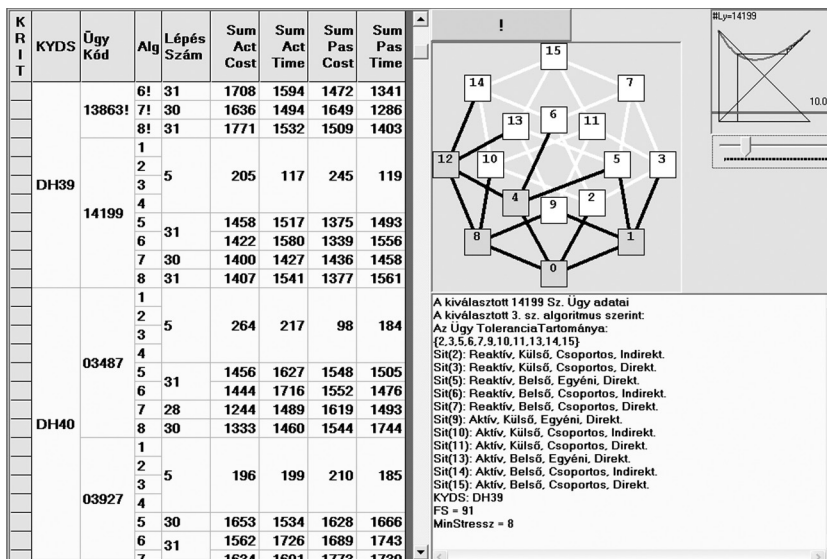 K R I T KYDS Ügy Kód Alg Lépés Szám Sum Act Cost Sum Act Time Sum Pas Cost Sum Pas Time
DH39 13863! 6! 31 1708 1594 1472 1341
7! 30 1636 1494 1649 1286
8! 31 1771 1532 1509 1403
14199 1 2 3 4 5 205 117 245 119
5 31 1458 1517 1375 1493
6 1422 1580 1339 1556
7 30 1400 1427 1436 1458
8 31 1407 1541 1377 1561
DH40 03487 1 2 3 4 5 264 217 98 184
5 31 1456 1627 1548 1505
6 1444 1716 1552 1476
7 28 1244 1489 1619 1493
8 30 1333 1460 1544 1744
03927 1 2 3 4 5 196 199 210 185
5 30 1653 1534 1628 1666
6 31 1562 1726 1689 1743
!
15
14 7
13 6 11
12 10 5 3
4 9 2
8 1
0
#Ly=14199
10.0
A kiválasztott 14199 Sz. Ügy adatai
A kiválasztott 3. sz. algoritmus szerint:
Az Ügy ToleranciaTartománya:
{2,3,5,6,7,9,10,11,13,14,15}
Sit(2): Reaktív, Külső, Csoportos, Indirekt.
Sit(3): Reaktív, Külső, Csoportos, Direkt.
Sit(5): Reaktív, Belső, Egyéni, Direkt.
Sit(6): Reaktív, Belső, Csoportos, Indirekt.
Sit(7): Reaktív, Belső, Csoportos, Direkt.
Sit(9): Aktív, Külső, Egyéni, Direkt.
Sit(10): Aktív, Külső, Csoportos, Indirekt.
Sit(11): Aktív, Külső, Csoportos, Direkt.
Sit(13): Aktív, Belső, Egyéni, Direkt.
Sit(14): Aktív, Belső, Csoportos, Indirekt.
Sit(15): Aktív, Belső, Csoportos, Direkt.
KYDS: DH39
FS = 91
MinStressz = 8